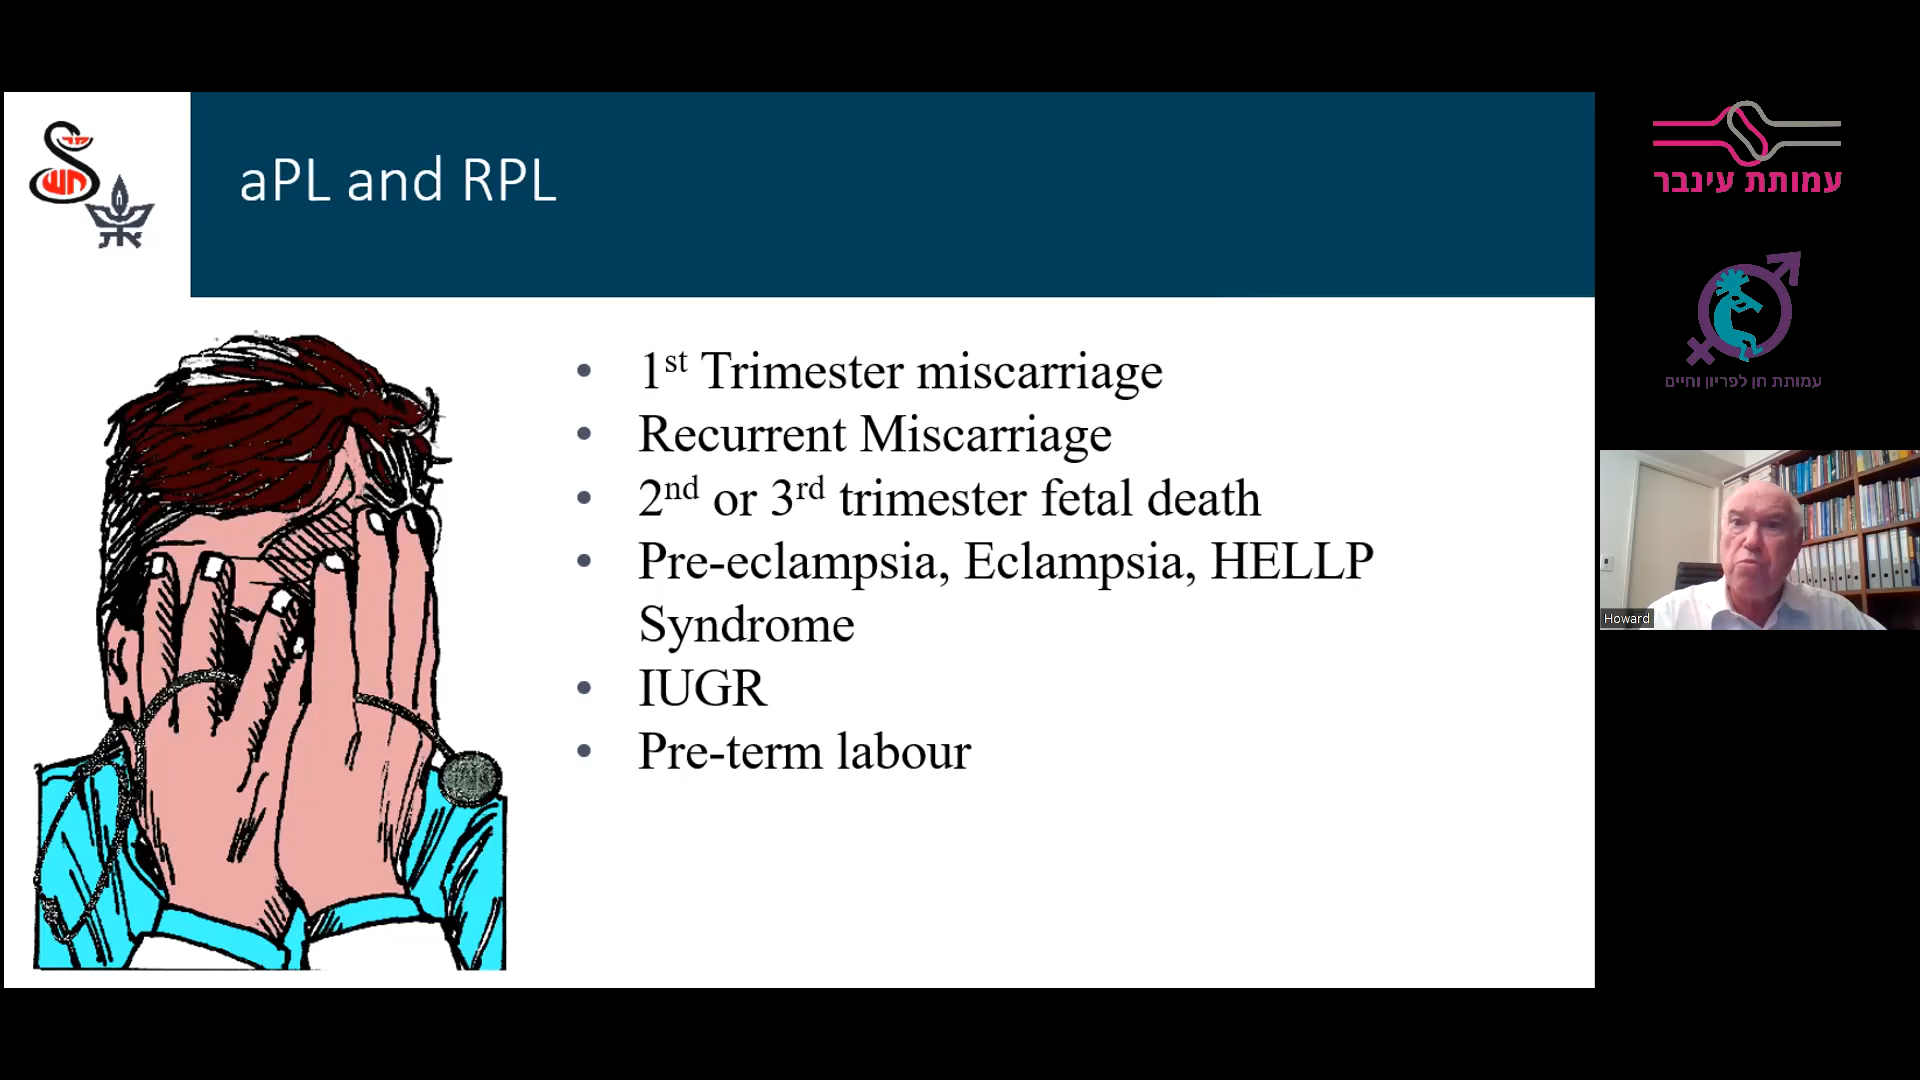 aPL and RPL
1st Trimester miscarriage
Recurrent Miscarriage
2nd or 3rd trimester fetal death
Pre-eclampsia, Eclampsia, HELLP
Syndrome
IUGR
Pre-term labour
עמותת עינבר
עמותת חן לפריון וחיים
Howard